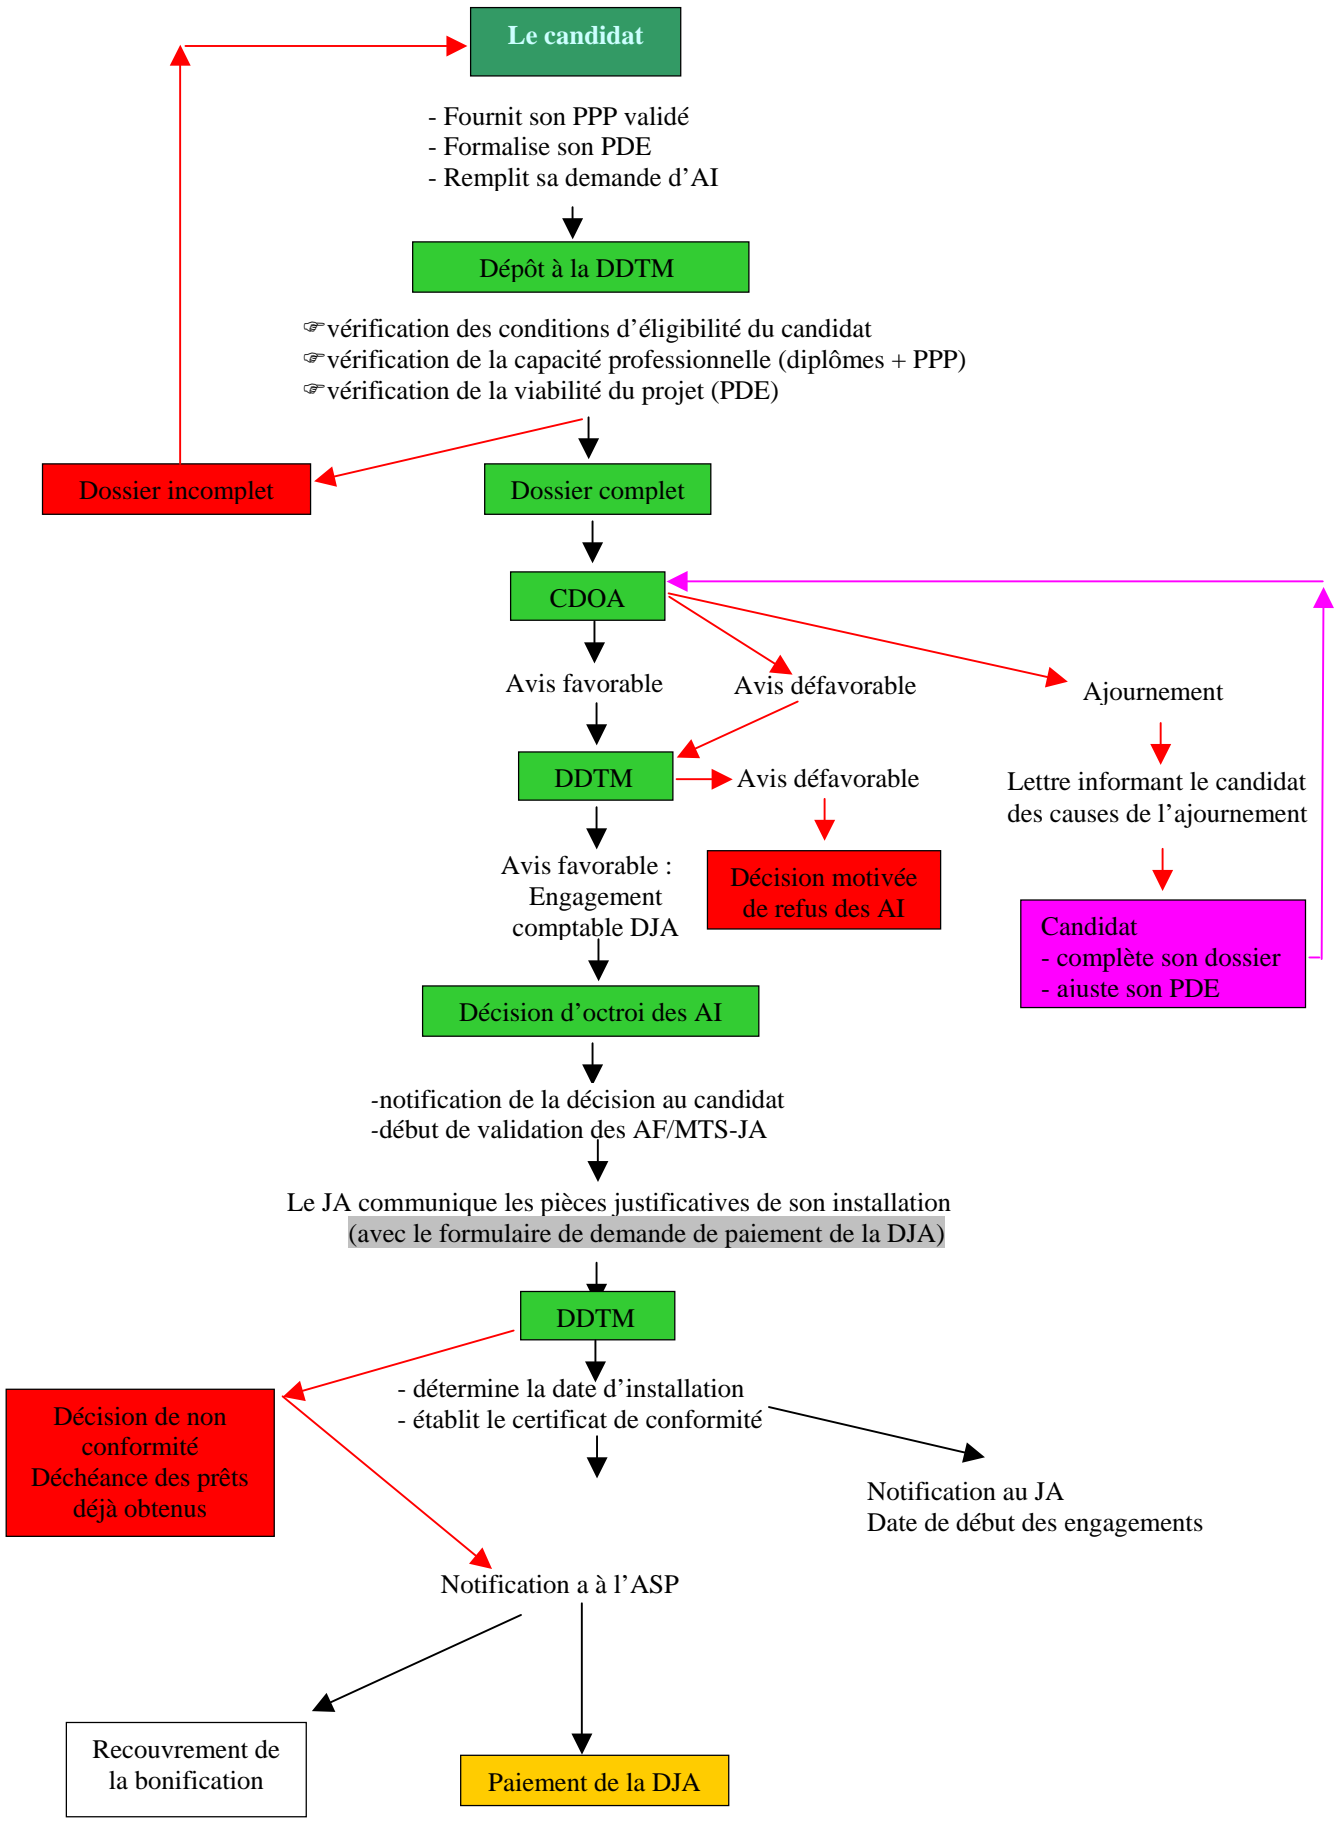 Le candidat
- Fournit son PPP validé
- Formalise son PDE
- Remplit sa demande d’AI
Dépôt à la DDTM
☞vérification des conditions d’éligibilité du candidat
☞vérification de la capacité professionnelle (diplômes + PPP)
☞vérification de la viabilité du projet (PDE)
Dossier incomplet
Dossier complet
CDOA
Avis favorable
Avis défavorable
Ajournement
DDTM
Avis défavorable
Lettre informant le candidat
des causes de l’ajournement
Avis favorable :
Engagement
comptable DJA
Décision motivée
de refus des AI
Candidat
- complète son dossier
- ajuste son PDE
Décision d’octroi des AI
-notification de la décision au candidat
-début de validation des AF/MTS-JA
Le JA communique les pièces justificatives de son installation
(avec le formulaire de demande de paiement de la DJA)
DDTM
- détermine la date d’installation
- établit le certificat de conformité
Décision de non
conformité
Déchéance des prêts
déjà obtenus
Notification au JA
Date de début des engagements
Notification a à l’ASP
Recouvrement de
la bonification
Paiement de la DJA